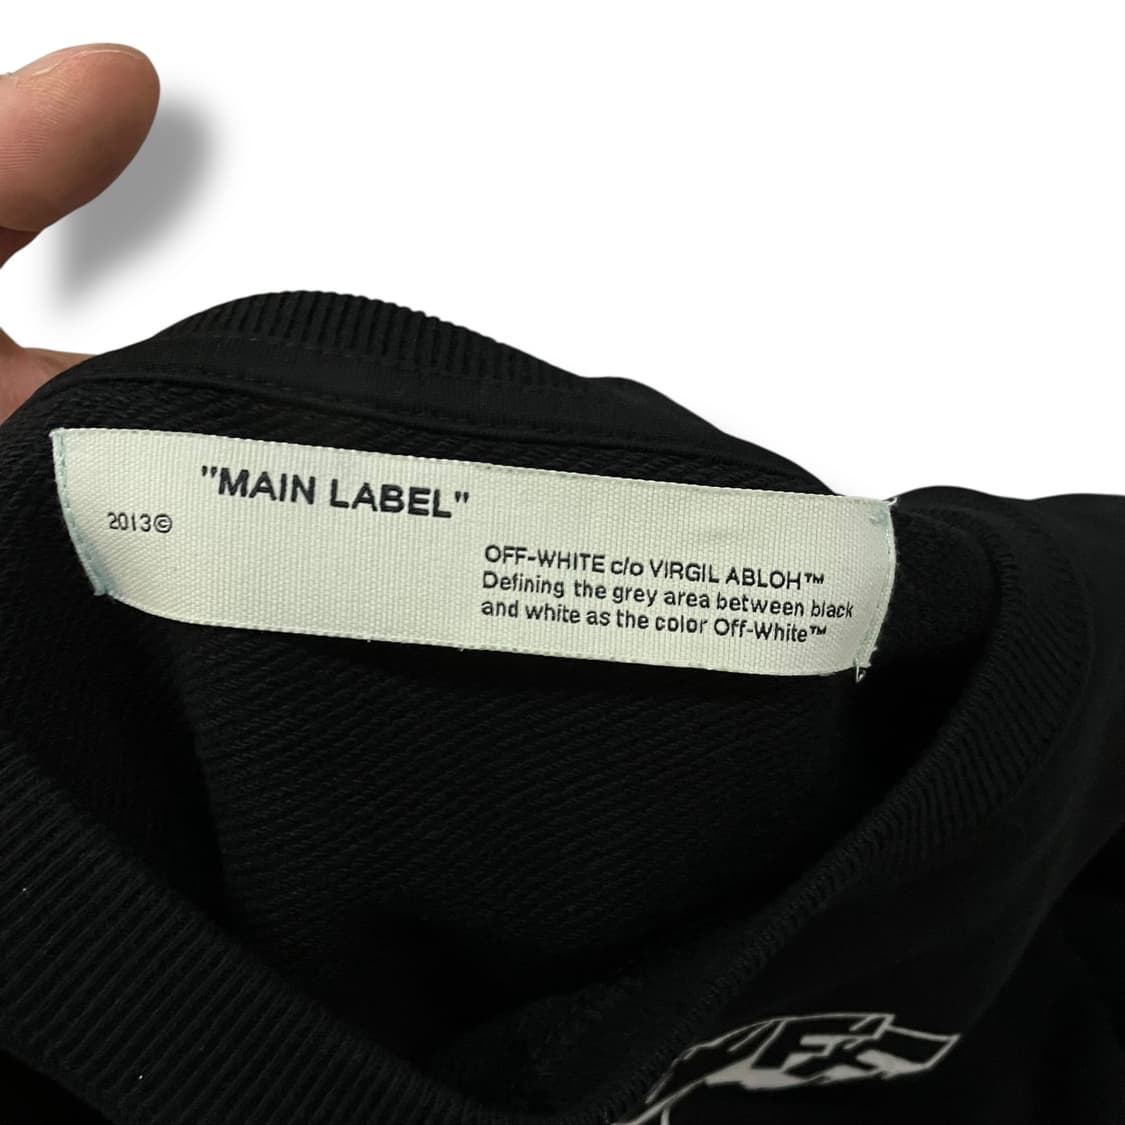 "MAIN LABEL"
2013©
OFF-WHITE c/o VIRGIL ABLOH™
Defining the grey area between black
and white as the color Off-White™